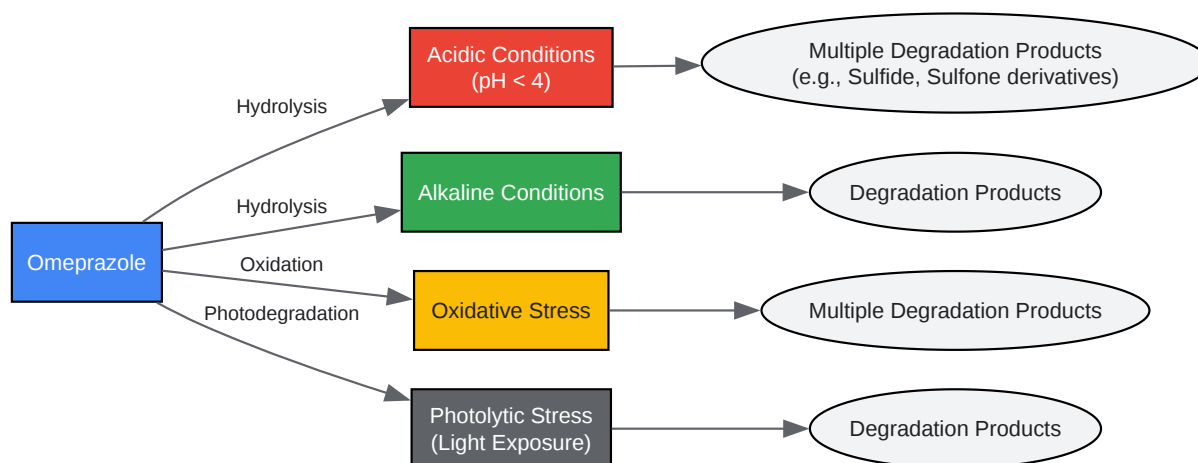 Omeprazole
Hydrolysis
Acidic Conditions
(pH < 4)
Multiple Degradation Products
(e.g., Sulfide, Sulfone derivatives)
Hydrolysis
Alkaline Conditions
Degradation Products
Oxidation
Oxidative Stress
Multiple Degradation Products
Photodegradation
Photolytic Stress
(Light Exposure)
Degradation Products